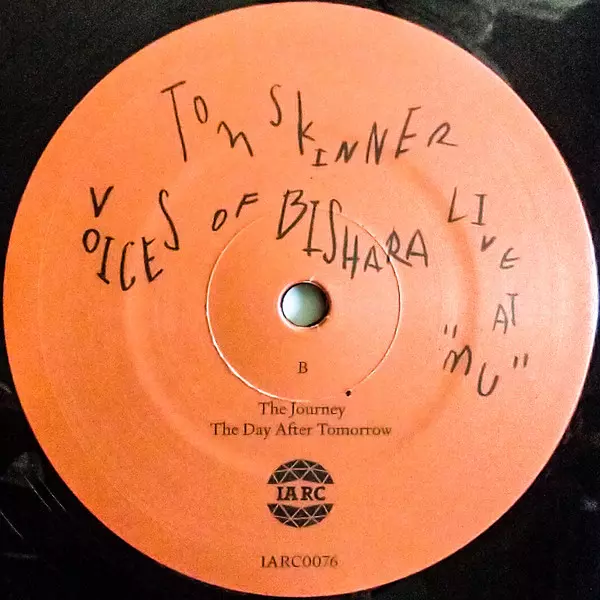 Tom SKINNER
VOICES OF BISHARA LIVE AT "MU"
B
The Journey
The Day After Tomorrow
IARC
IARC0076